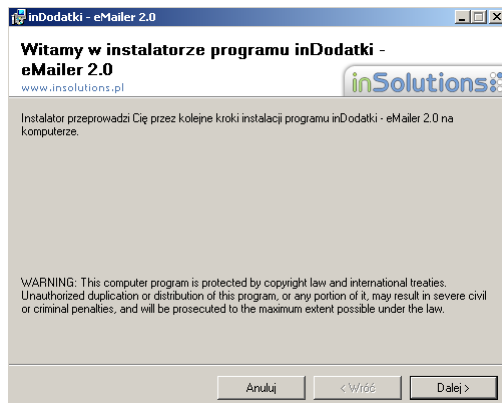 inDodatki - eMailer 2.0
Witamy w instalatorze programu inDodatki -
eMailer 2.0
www.insolutions.pl
inSolutions
Instalator przeprowadzi Cię przez kolejne kroki instalacji programu inDodatki - eMailer 2.0 na
komputerze.
WARNING: This computer program is protected by copyright law and international treaties.
Unauthorized duplication or distribution of this program, or any portion of it, may result in severe civil
or criminal penalties, and will be prosecuted to the maximum extent possible under the law.
Anuluj < Wróć Dalej >